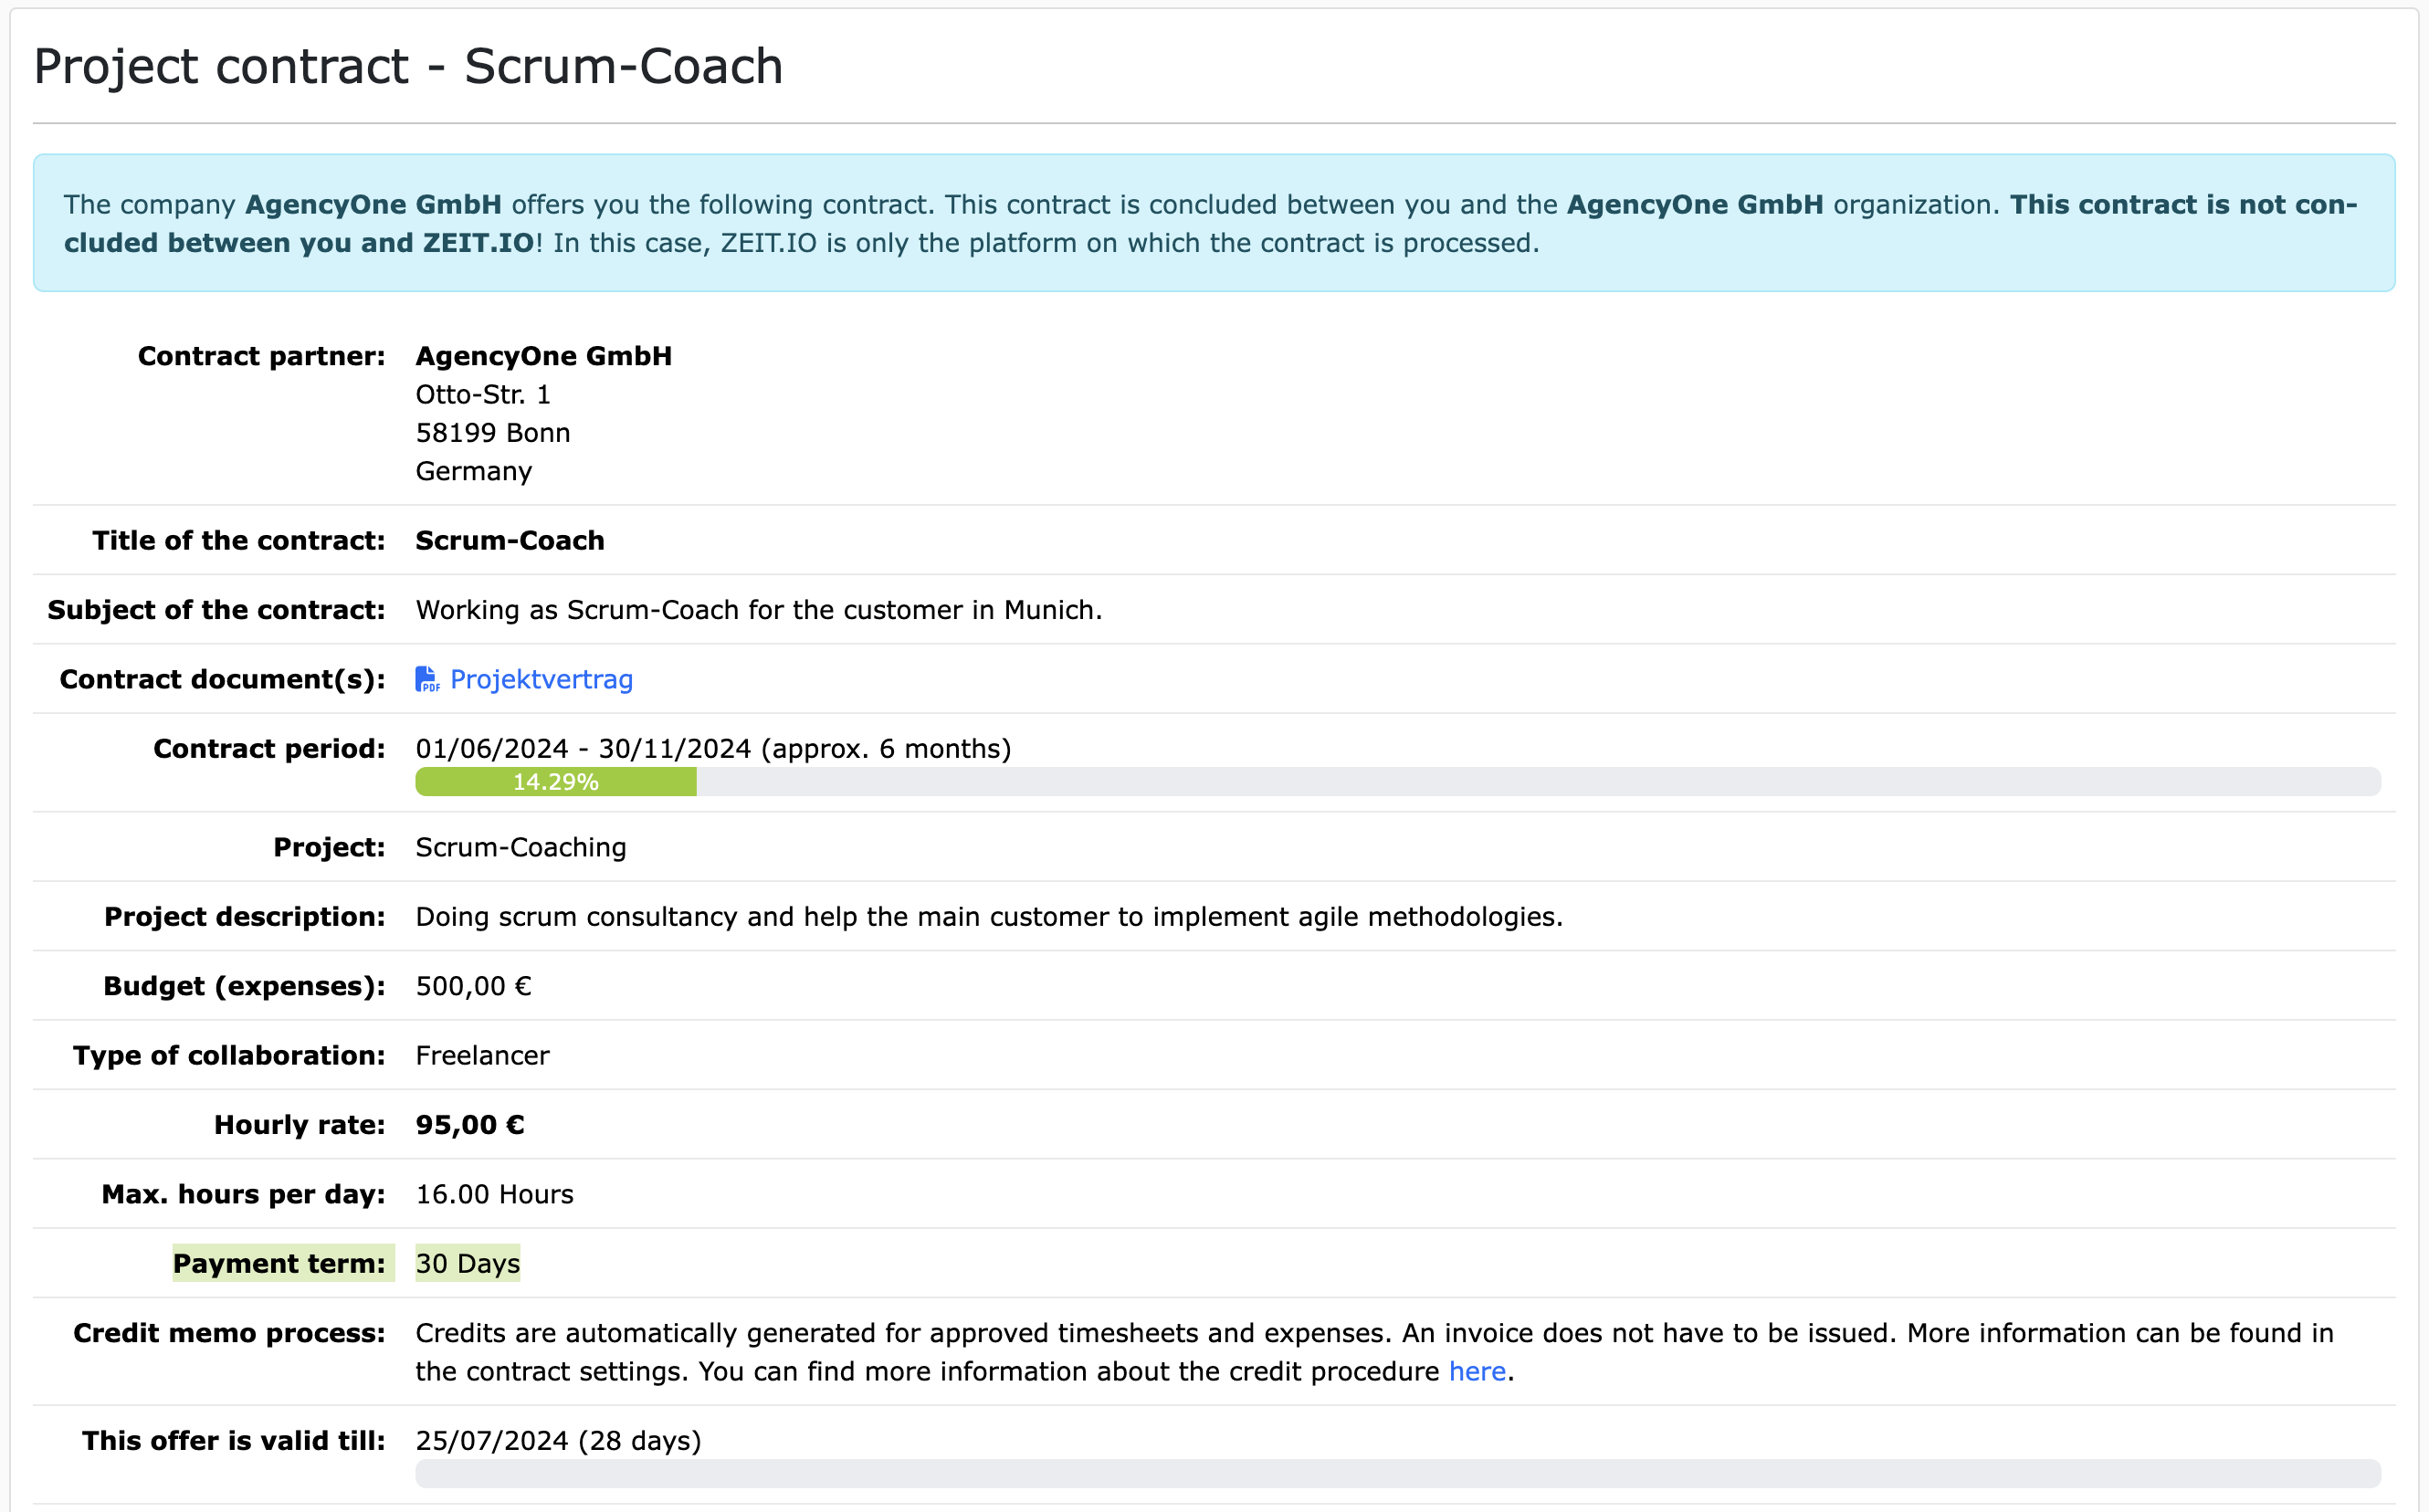 Project contract - Scrum-Coach
The company AgencyOne GmbH offers you the following contract. This contract is concluded between you and the AgencyOne GmbH organization. This contract is not con-
cluded between you and ZEIT.IO! In this case, ZEIT.IO is only the platform on which the contract is processed.
Contract partner: AgencyOne GmbH
Otto-Str. 1
58199 Bonn
Germany
Title of the contract: Scrum-Coach
Subject of the contract: Working as Scrum-Coach for the customer in Munich.
Contract document(s): PDF Projektvertrag
Contract period: 01/06/2024 - 30/11/2024 (approx. 6 months)
14.29%
Project: Scrum-Coaching
Project description: Doing scrum consultancy and help the main customer to implement agile methodologies.
Budget (expenses): 500,00 €
Type of collaboration: Freelancer
Hourly rate: 95,00 €
Max. hours per day: 16.00 Hours
Payment term: 30 Days
Credit memo process: Credits are automatically generated for approved timesheets and expenses. An invoice does not have to be issued. More information can be found in
the contract settings. You can find more information about the credit procedure here.
This offer is valid till: 25/07/2024 (28 days)